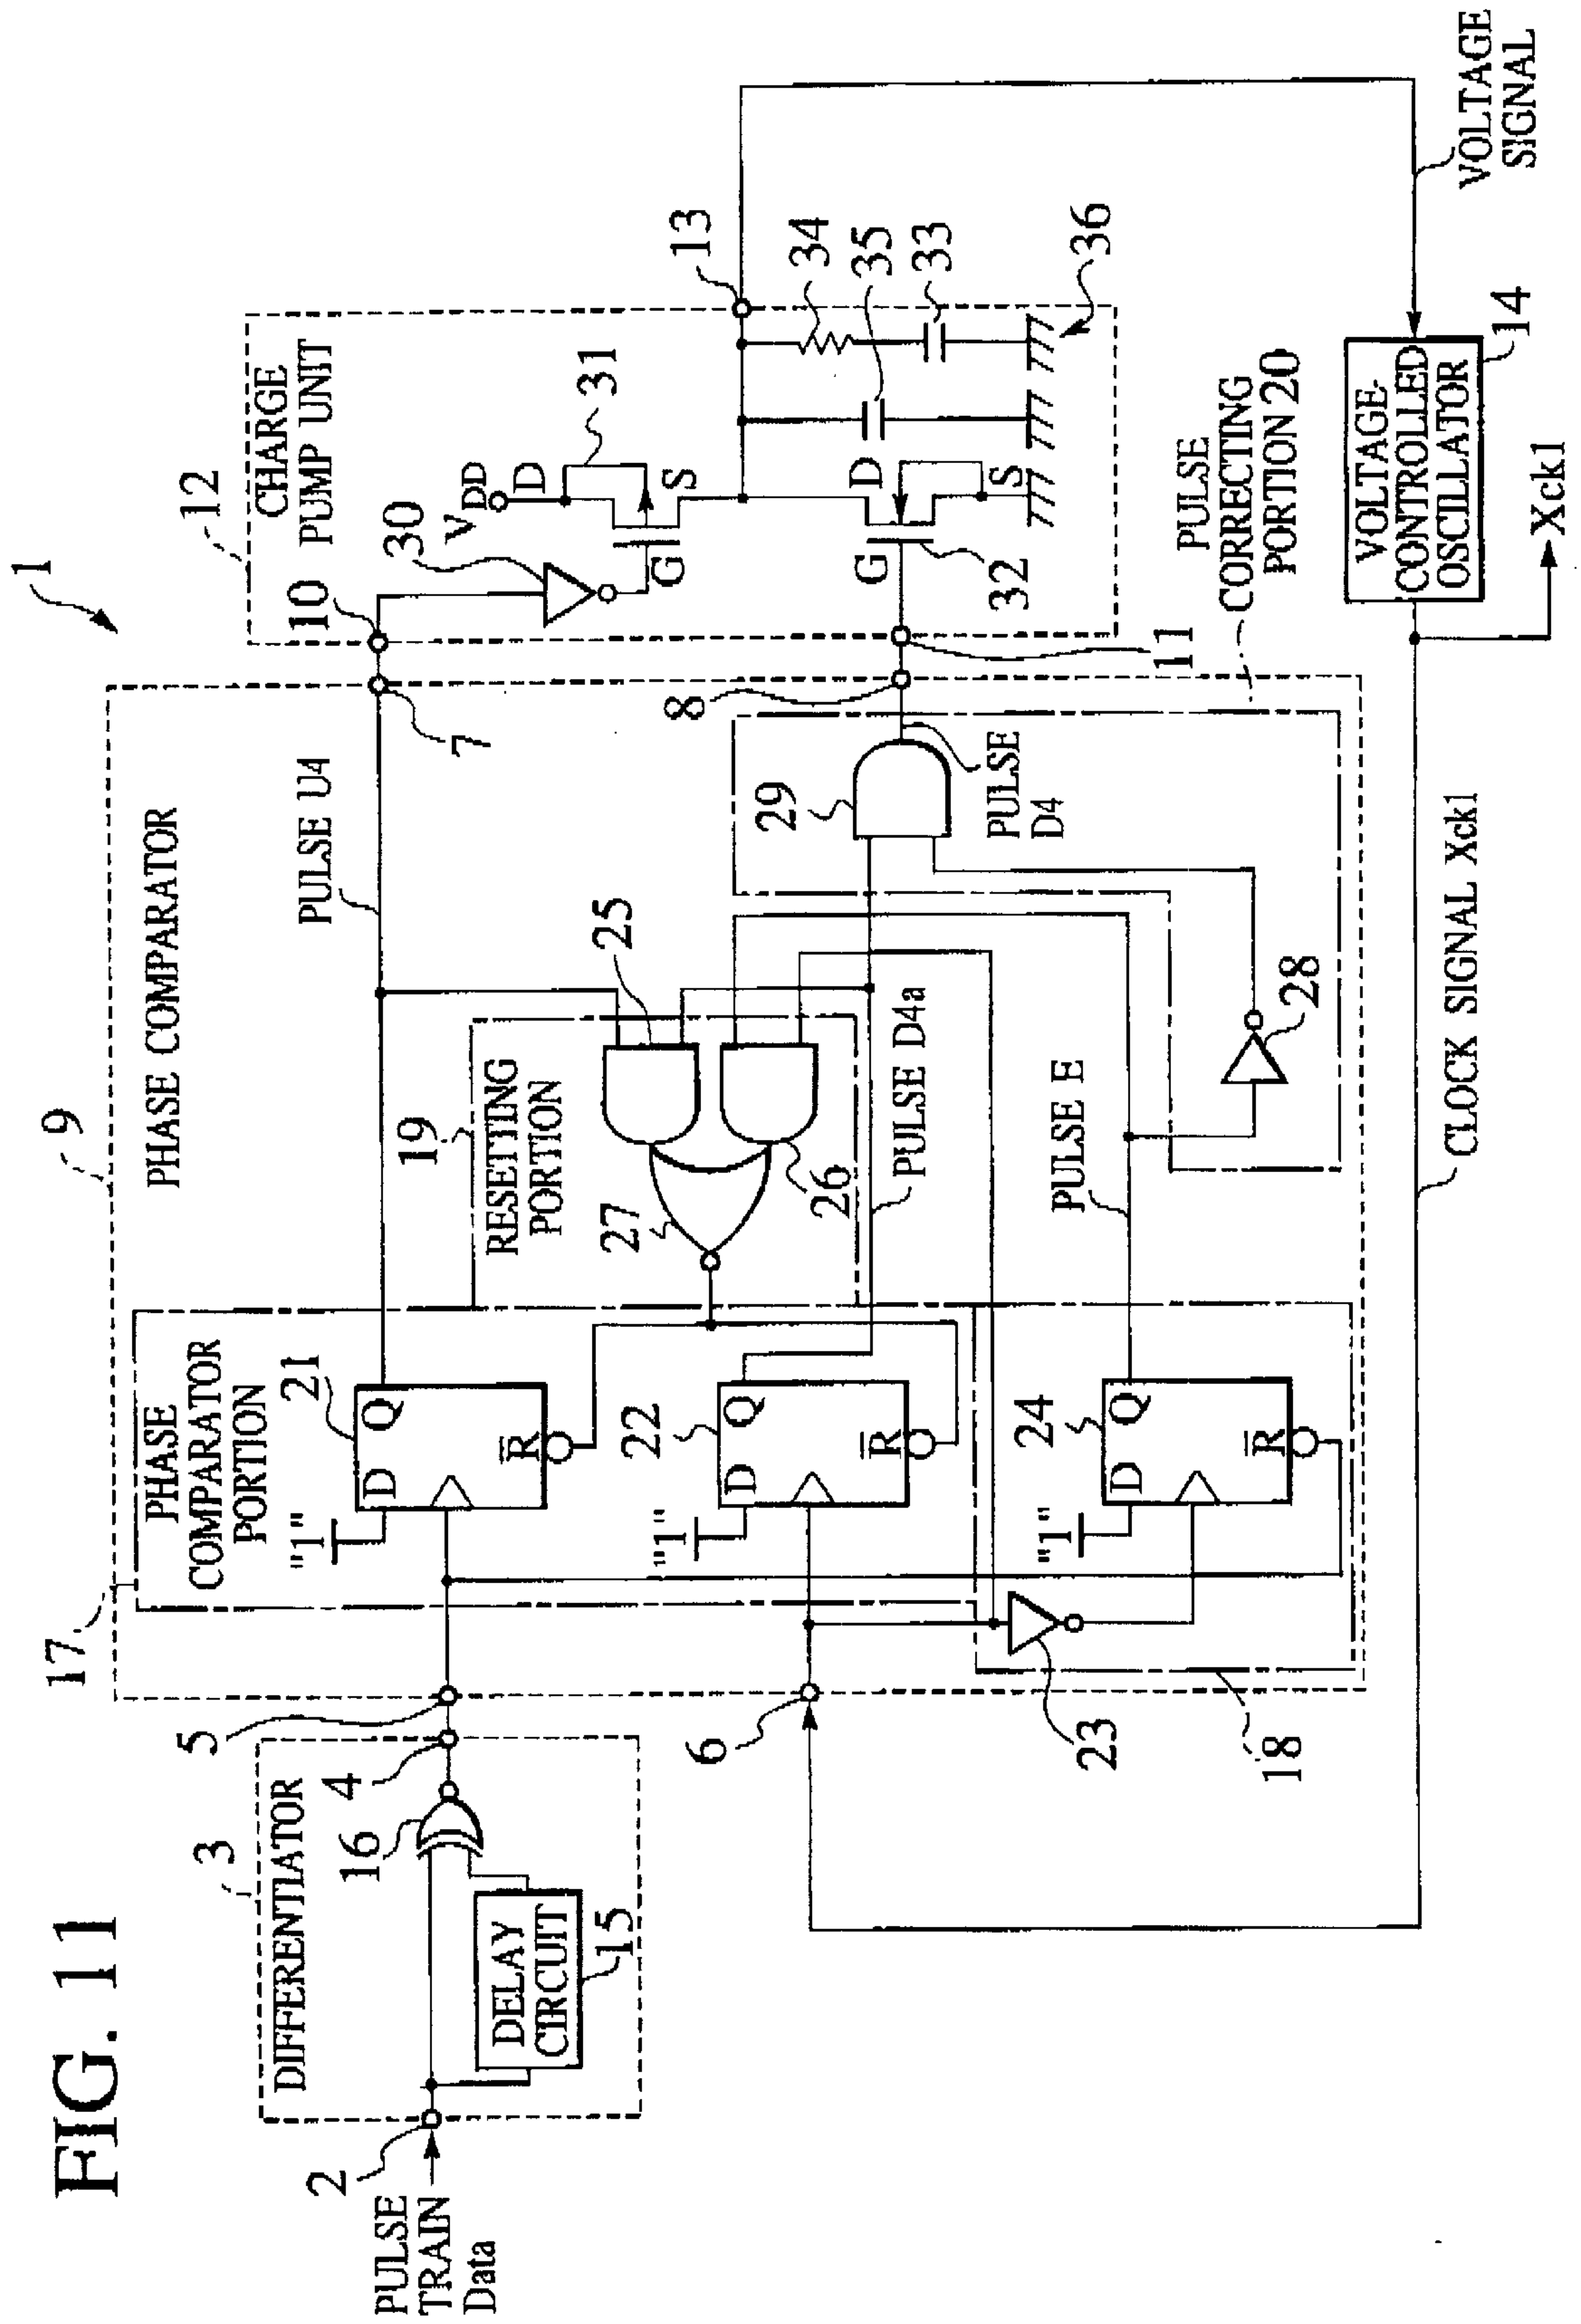 FIG. 11
1
PULSE
TRAIN
Data
2
3
DIFFERENTIATOR
DELAY
CIRCUIT
15
16
4
5
6
17
9
PHASE COMPARATOR
PHASE
COMPARATOR
PORTION
"1"
D
Q
R
21
"1"
D
Q
R
22
"1"
D
Q
R
24
23
18
19
RESETTING
PORTION
27
25
26
PULSE U4
PULSE D4a
PULSE E
28
29
PULSE
D4
7
8
PULSE
CORRECTING
PORTION 20
10
11
12
CHARGE
PUMP UNIT
30
VDD
D
G
S
31
D
G
S
32
13
34
35
33
36
VOLTAGE-
CONTROLLED
OSCILLATOR
14
VOLTAGE
SIGNAL
Xck1
CLOCK SIGNAL Xck1